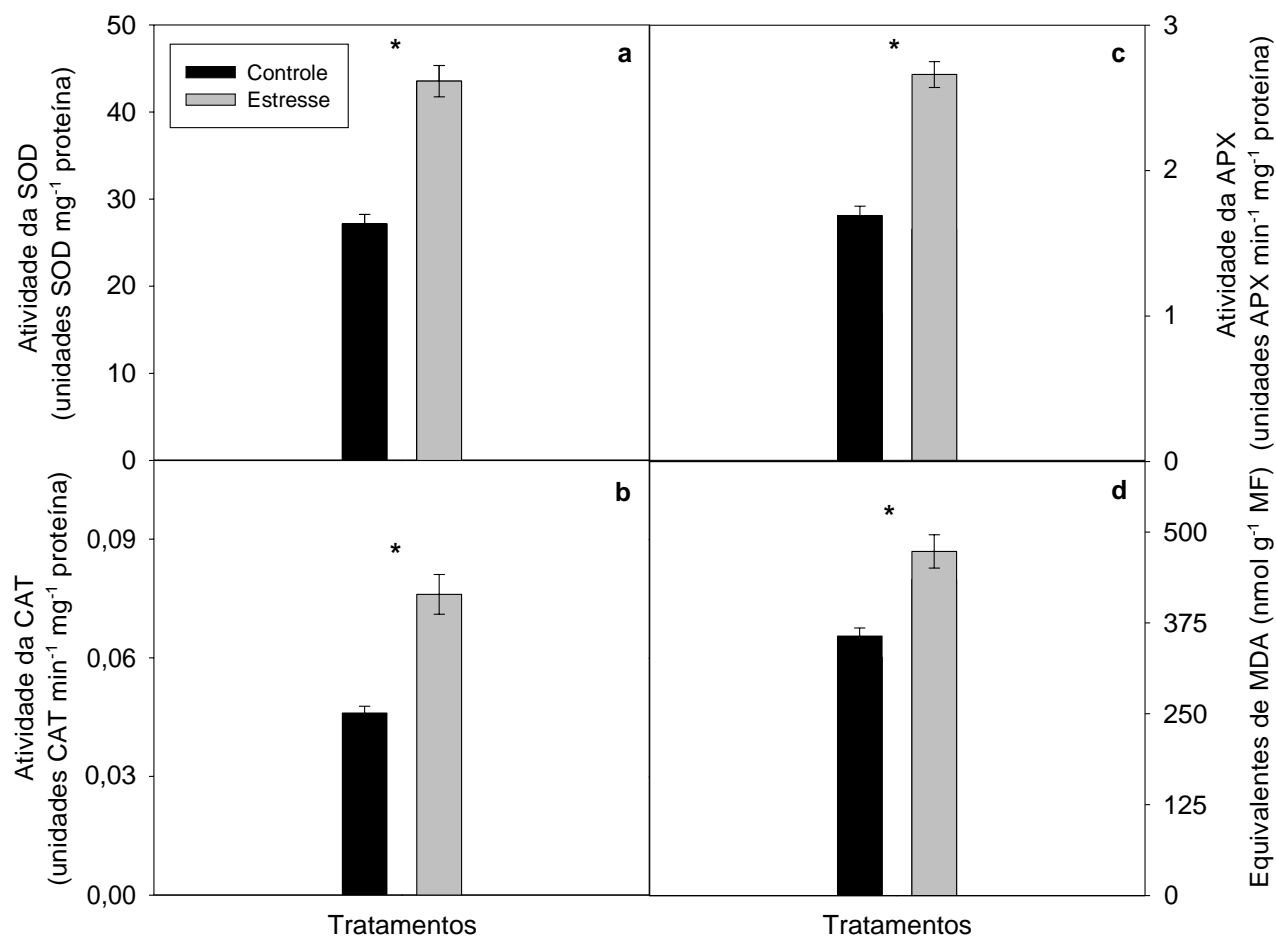 Atividade da SOD
(unidades SOD mg⁻¹ proteína)
50
40
30
20
10
0
Controle
Estresse
*
a
*
c
3
2
1
0
Atividade da APX
(unidades APX min⁻¹ mg⁻¹ proteína)
Atividade da CAT
(unidades CAT min⁻¹ mg⁻¹ proteína)
0,09
0,06
0,03
0,00
*
b
*
d
500
375
250
125
0
Equivalentes de MDA (nmol g⁻¹ MF)
Tratamentos
Tratamentos